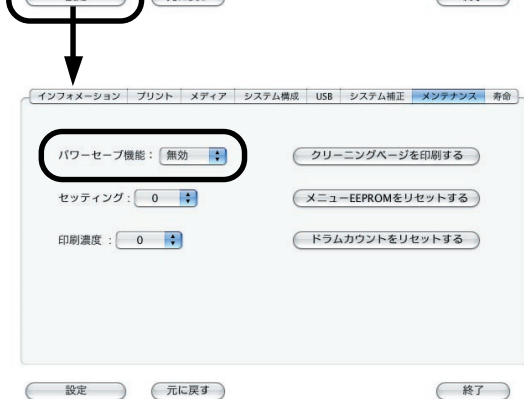 インフォメーション プリント メディア システム構成 USB システム補正 メンテナンス 寿命
パワーセーブ機能： 無効 クリーニングページを印刷する
セッティング： 0 メニューEEPROMをリセットする
印刷濃度 ： 0 ドラムカウントをリセットする
設定 元に戻す 終了